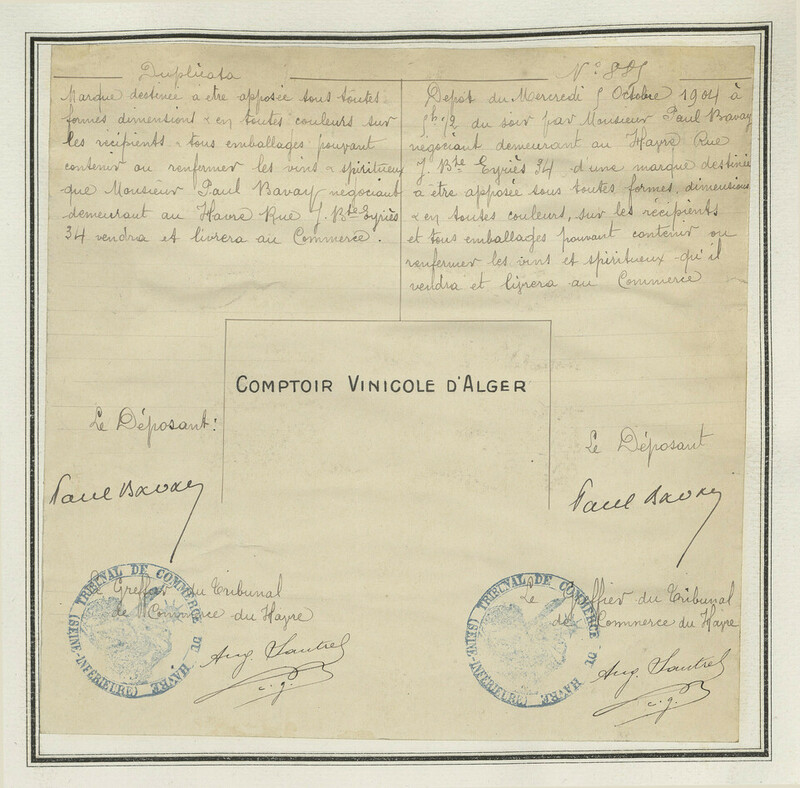 Duplicata
Marque destinée à être apposée sous toutes
formes dimensions & en toutes couleurs sur
les récipients & tous emballages pouvant
contenir ou renfermer les vins & spiritueux
que Monsieur Paul Bavay négociant
demeurant au Havre Rue J. Bte Eyriès
34 vendra et livrera au Commerce.
N° 885
Dépôt du Mercredi 5 Octobre 1904 à
5h 1/2 du soir par Monsieur Paul Bavay
négociant demeurant au Havre Rue
J. Bte Eyriès 34 d'une marque destinée
à être apposée sous toutes formes, dimensions
& en toutes couleurs, sur les récipients
et tous emballages pouvant contenir ou
renfermer les vins et spiritueux qu'il
vendra et livrera au Commerce
COMPTOIR VINICOLE D'ALGER
Le Déposant:
Paul Bavay
Le Déposant
Paul Bavay
Le Greffier du Tribunal
de Commerce du Havre
TRIBUNAL DE COMMERCE DU HAVRE
(SEINE-INFÉRIEURE)
Aug. Lautrel
c. g.
Le Greffier du Tribunal
de Commerce du Havre
TRIBUNAL DE COMMERCE DU HAVRE
(SEINE-INFÉRIEURE)
Aug. Lautrel
c. g.